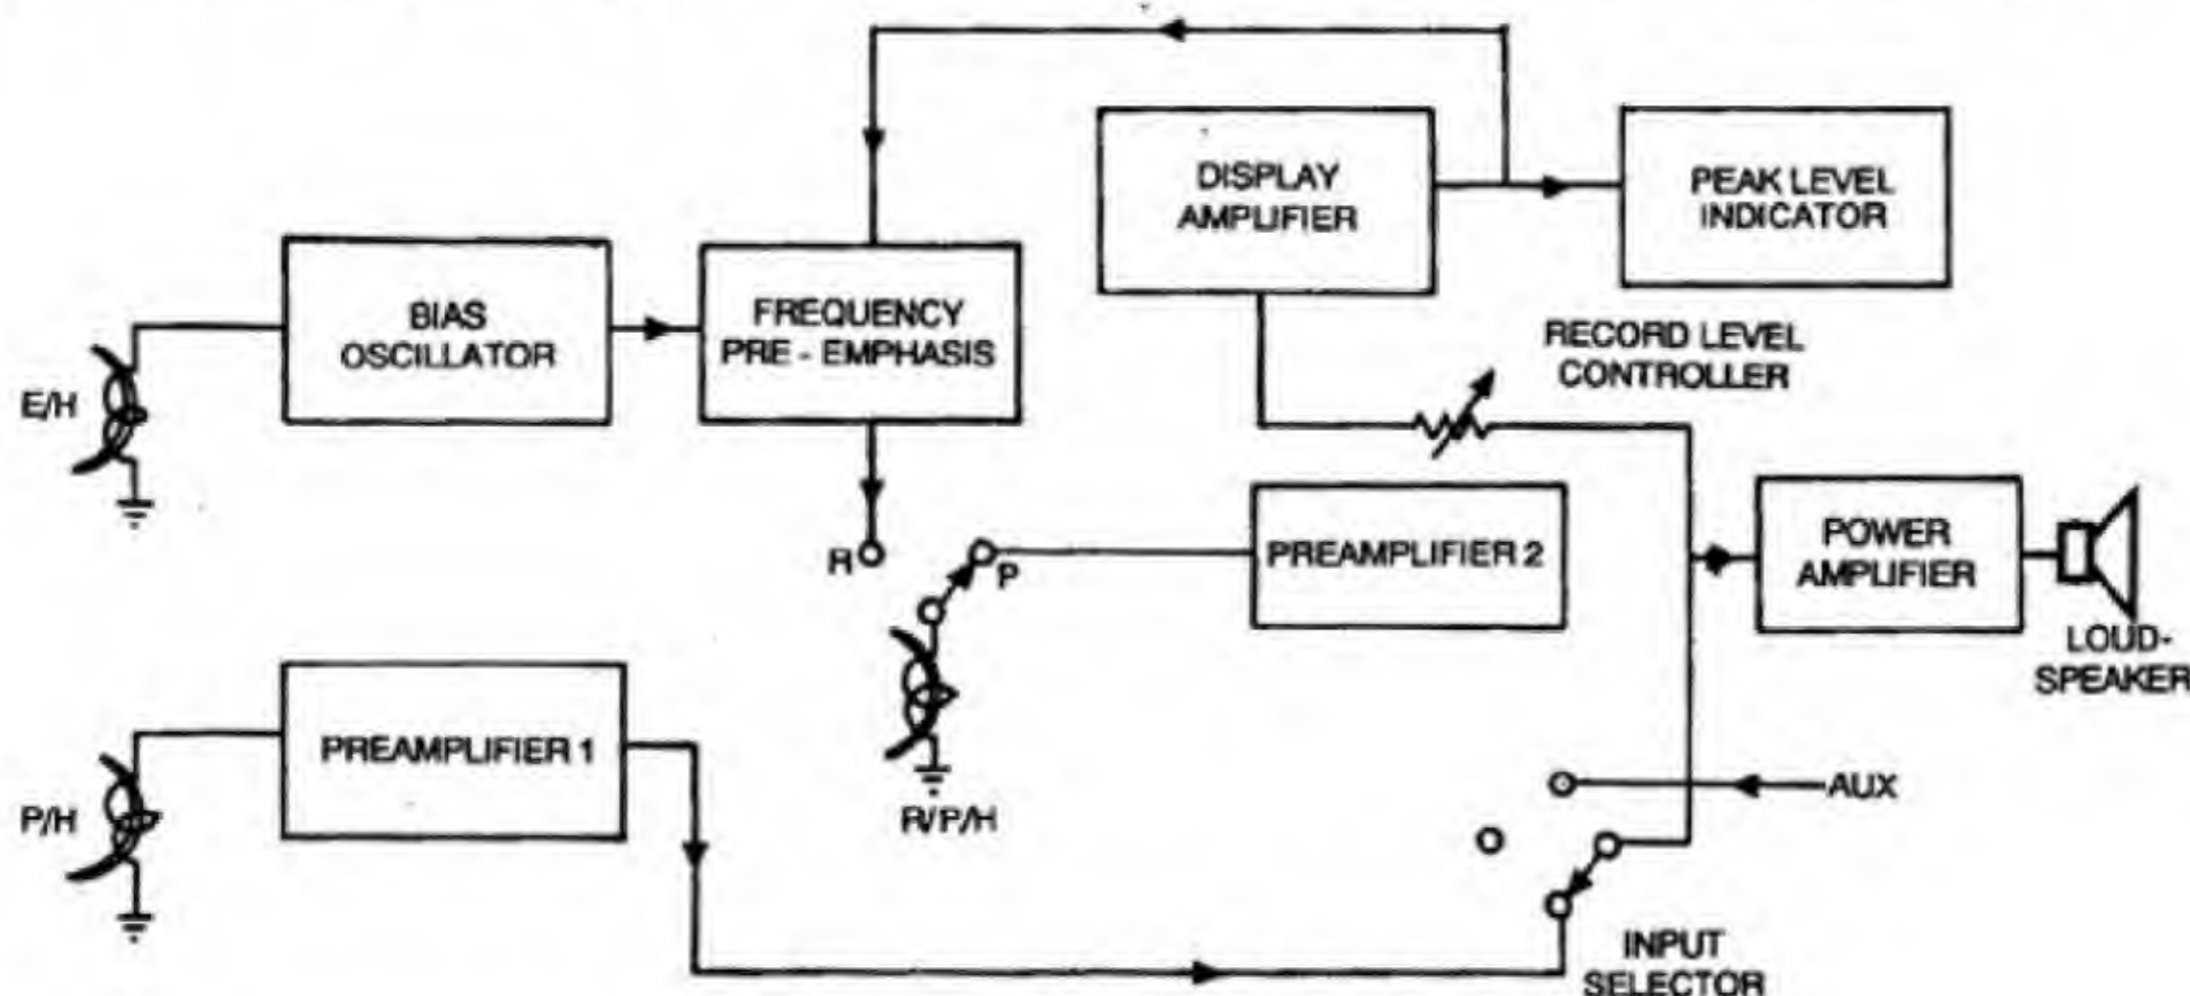 DISPLAY
AMPLIFIER
PEAK LEVEL
INDICATOR
BIAS
OSCILLATOR
FREQUENCY
PRE - EMPHASIS
RECORD LEVEL
CONTROLLER
E/H
R
P
PREAMPLIFIER 2
POWER
AMPLIFIER
LOUD-
SPEAKER
PREAMPLIFIER 1
P/H
R/P/H
AUX
INPUT
SELECTOR